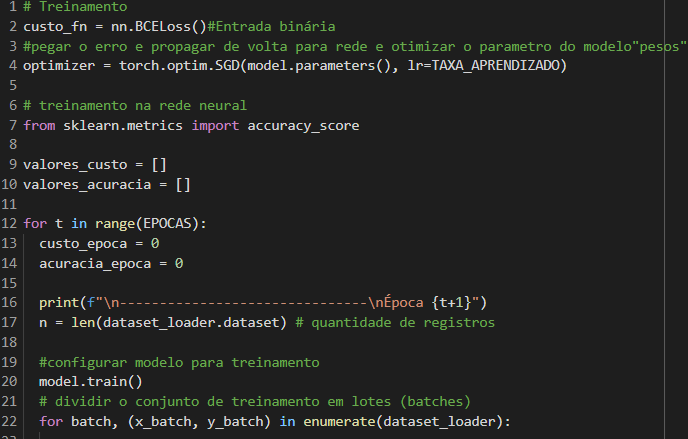 1 # Treinamento
2 custo_fn = nn.BCELoss()#Entrada binária
3 #pegar o erro e propagar de volta para rede e otimizar o parametro do modelo"pesos"
4 optimizer = torch.optim.SGD(model.parameters(), lr=TAXA_APRENDIZADO)
5
6 # treinamento na rede neural
7 from sklearn.metrics import accuracy_score
8
9 valores_custo = []
10 valores_acuracia = []
11
12 for t in range(EPOCAS):
13   custo_epoca = 0
14   acuracia_epoca = 0
15
16   print(f"\n-------------------------------\nÉpoca {t+1}")
17   n = len(dataset_loader.dataset) # quantidade de registros
18
19   #configurar modelo para treinamento
20   model.train()
21   # dividir o conjunto de treinamento em lotes (batches)
22   for batch, (x_batch, y_batch) in enumerate(dataset_loader):